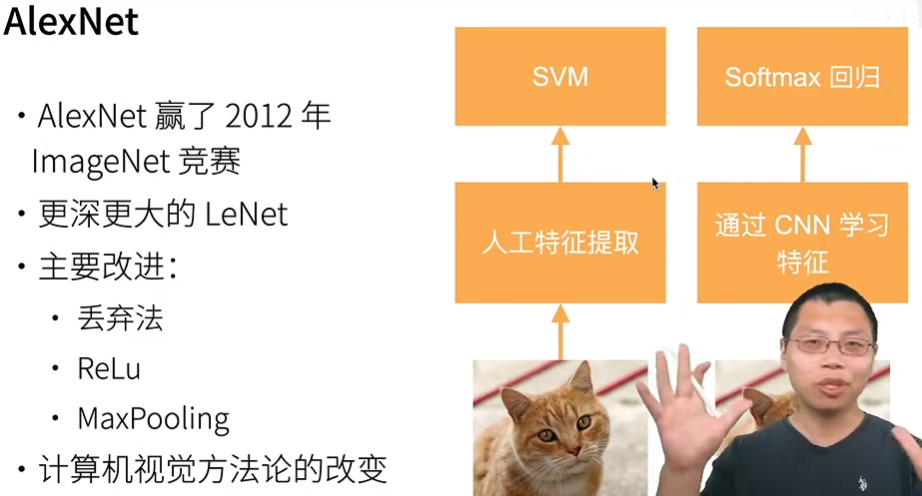 AlexNet
• AlexNet 赢了 2012 年
ImageNet 竞赛
• 更深更大的 LeNet
• 主要改进：
• 丢弃法
• ReLu
• MaxPooling
• 计算机视觉方法论的改变
SVM
人工特征提取
Softmax 回归
通过 CNN 学习
特征